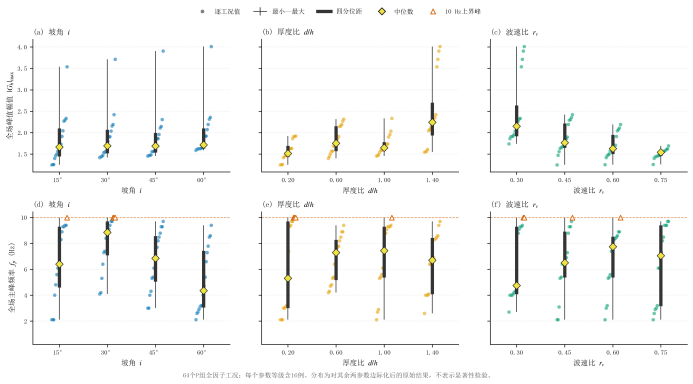 逐工况值 最小—最大 四分位距 中位数 10 Hz上界峰
(a) 坡角 i
(b) 厚度比 d/h
(c) 波速比 rᵥ
全场峰值幅值 |G₀|max
4.0
3.5
3.0
2.5
2.0
1.5
15° 30° 45° 60°
坡角 i
0.20 0.60 1.00 1.40
厚度比 d/h
0.30 0.45 0.60 0.75
波速比 rᵥ
(d) 坡角 i
(e) 厚度比 d/h
(f) 波速比 rᵥ
全场主峰频率 fₚ (Hz)
10
8
6
4
2
15° 30° 45° 60°
坡角 i
0.20 0.60 1.00 1.40
厚度比 d/h
0.30 0.45 0.60 0.75
波速比 rᵥ
64个P组全因子工况；每个参数等级含16例，分布为对其余两参数边际化后的原始结果，不表示显著性检验。